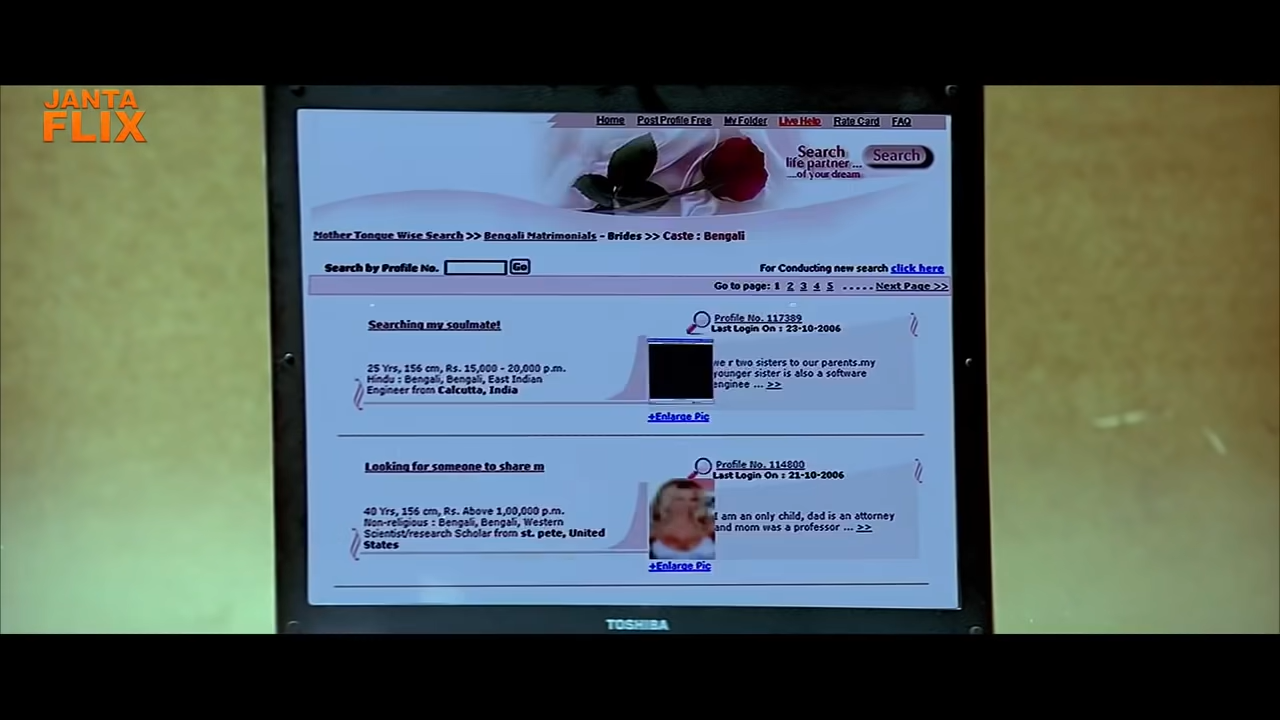 JANTA
FLIX
Home Post Profile Free My Folder Live Help Rate Card FAQ
Search
life partner ...
...of your dream
Search
Mother Tongue Wise Search >> Bengali Matrimonials - Brides >> Caste : Bengali
Search by Profile No. Go
For Conducting new search click here
Go to page: 1 2 3 4 5 ..... Next Page >>
Searching my soulmate!
Profile No. 117389
Last Login On : 23-10-2006
25 Yrs, 156 cm, Rs. 15,000 - 20,000 p.m.
Hindu : Bengali, Bengali, East Indian
Engineer from Calcutta, India
we r two sisters to our parents.my
younger sister is also a software
enginee ... >>
+Enlarge Pic
Looking for someone to share m
Profile No. 114800
Last Login On : 21-10-2006
40 Yrs, 156 cm, Rs. Above 1,00,000 p.m.
Non-religious : Bengali, Bengali, Western
Scientist/research Scholar from st. pete, United
States
I am an only child, dad is an attorney
and mom was a professor ... >>
+Enlarge Pic
TOSHIBA